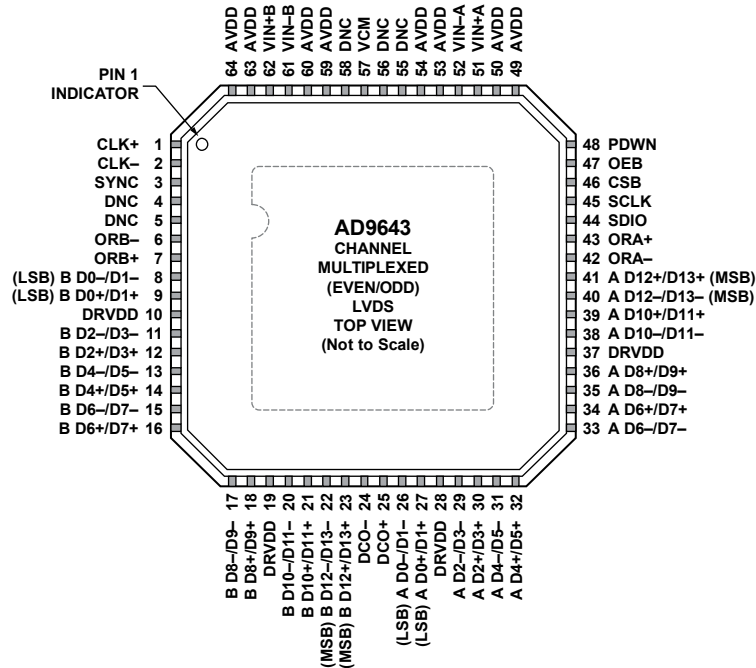 64 AVDD
63 AVDD
62 VIN+B
61 VIN–B
60 AVDD
59 AVDD
58 DNC
57 VCM
56 DNC
55 DNC
54 AVDD
53 AVDD
52 VIN–A
51 VIN+A
50 AVDD
49 AVDD
PIN 1
INDICATOR
CLK+ 1
CLK– 2
SYNC 3
DNC 4
DNC 5
ORB– 6
ORB+ 7
(LSB) B D0–/D1– 8
(LSB) B D0+/D1+ 9
DRVDD 10
B D2–/D3– 11
B D2+/D3+ 12
B D4–/D5– 13
B D4+/D5+ 14
B D6–/D7– 15
B D6+/D7+ 16
AD9643
CHANNEL
MULTIPLEXED
(EVEN/ODD)
LVDS
TOP VIEW
(Not to Scale)
48 PDWN
47 OEB
46 CSB
45 SCLK
44 SDIO
43 ORA+
42 ORA–
41 A D12+/D13+ (MSB)
40 A D12–/D13– (MSB)
39 A D10+/D11+
38 A D10–/D11–
37 DRVDD
36 A D8+/D9+
35 A D8–/D9–
34 A D6+/D7+
33 A D6–/D7–
B D8–/D9– 17
B D8+/D9+ 18
DRVDD 19
B D10–/D11– 20
B D10+/D11+ 21
(MSB) B D12–/D13– 22
(MSB) B D12+/D13+ 23
DCO– 24
DCO+ 25
(LSB) A D0–/D1– 26
(LSB) A D0+/D1+ 27
DRVDD 28
A D2–/D3– 29
A D2+/D3+ 30
A D4–/D5– 31
A D4+/D5+ 32